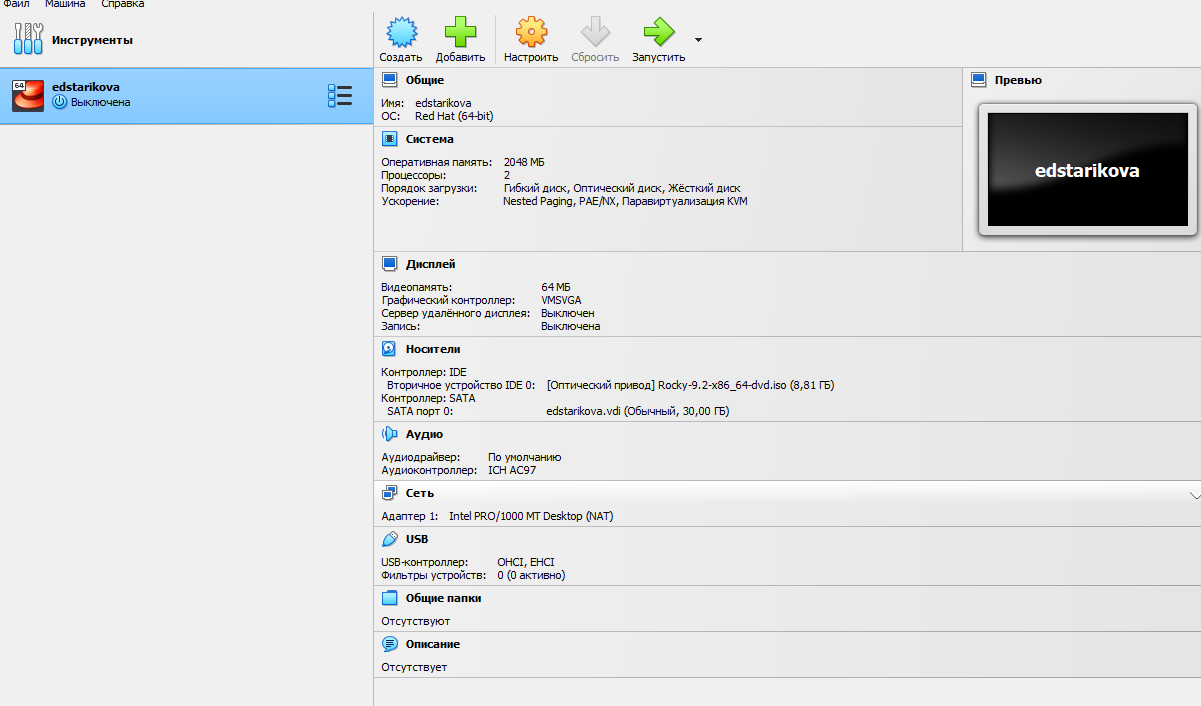 Файл Машина Справка
Инструменты
Создать Добавить Настроить Сбросить Запустить
64
edstarikova
Выключена
Общие
Имя: edstarikova
ОС: Red Hat (64-bit)
Превью
edstarikova
Система
Оперативная память: 2048 МБ
Процессоры: 2
Порядок загрузки: Гибкий диск, Оптический диск, Жёсткий диск
Ускорение: Nested Paging, PAE/NX, Паравиртуализация KVM
Дисплей
Видеопамять: 64 МБ
Графический контроллер: VMSVGA
Сервер удалённого дисплея: Выключен
Запись: Выключена
Носители
Контроллер: IDE
Вторичное устройство IDE 0: [Оптический привод] Rocky-9.2-x86_64-dvd.iso (8,81 ГБ)
Контроллер: SATA
SATA порт 0: edstarikova.vdi (Обычный, 30,00 ГБ)
Аудио
Аудиодрайвер: По умолчанию
Аудиоконтроллер: ICH AC97
Сеть
Адаптер 1: Intel PRO/1000 MT Desktop (NAT)
USB
USB-контроллер: OHCI, EHCI
Фильтры устройств: 0 (0 активно)
Общие папки
Отсутствуют
Описание
Отсутствует